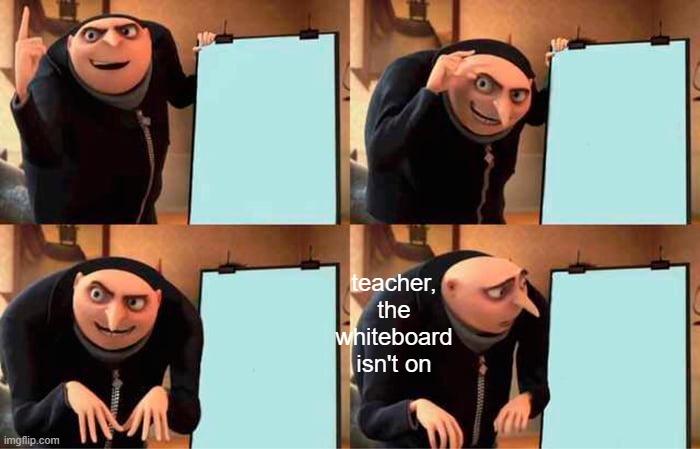 teacher,
the
whiteboard
isn't on
imgflip.com